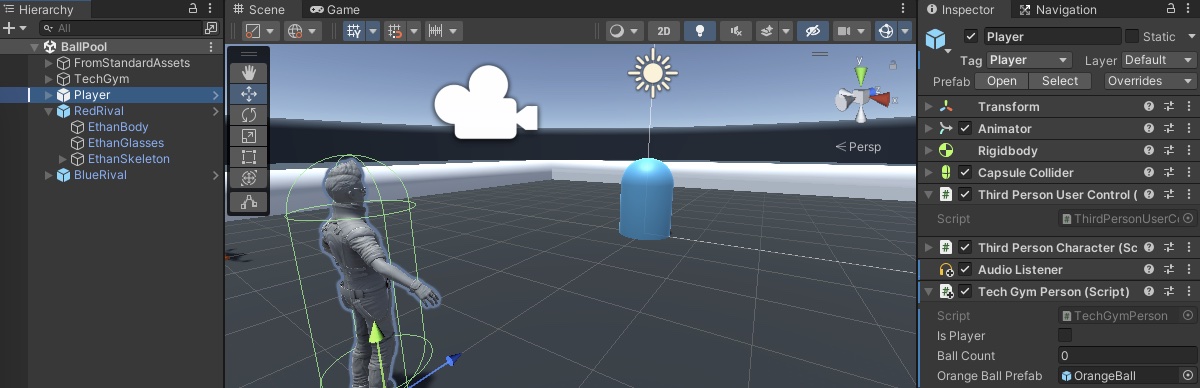 Hierarchy
All
BallPool
FromStandardAssets
TechGym
Player
RedRival
EthanBody
EthanGlasses
EthanSkeleton
BlueRival
Scene Game
2D
y
x
Persp
Inspector Navigation
Player Static
Tag Player Layer Default
Prefab Open Select Overrides
Transform
Animator
Rigidbody
Capsule Collider
Third Person User Control (
Script ThirdPersonUserCo
Third Person Character (Sc
Audio Listener
Tech Gym Person (Script)
Script TechGymPerson
Is Player
Ball Count 0
Orange Ball Prefab OrangeBall